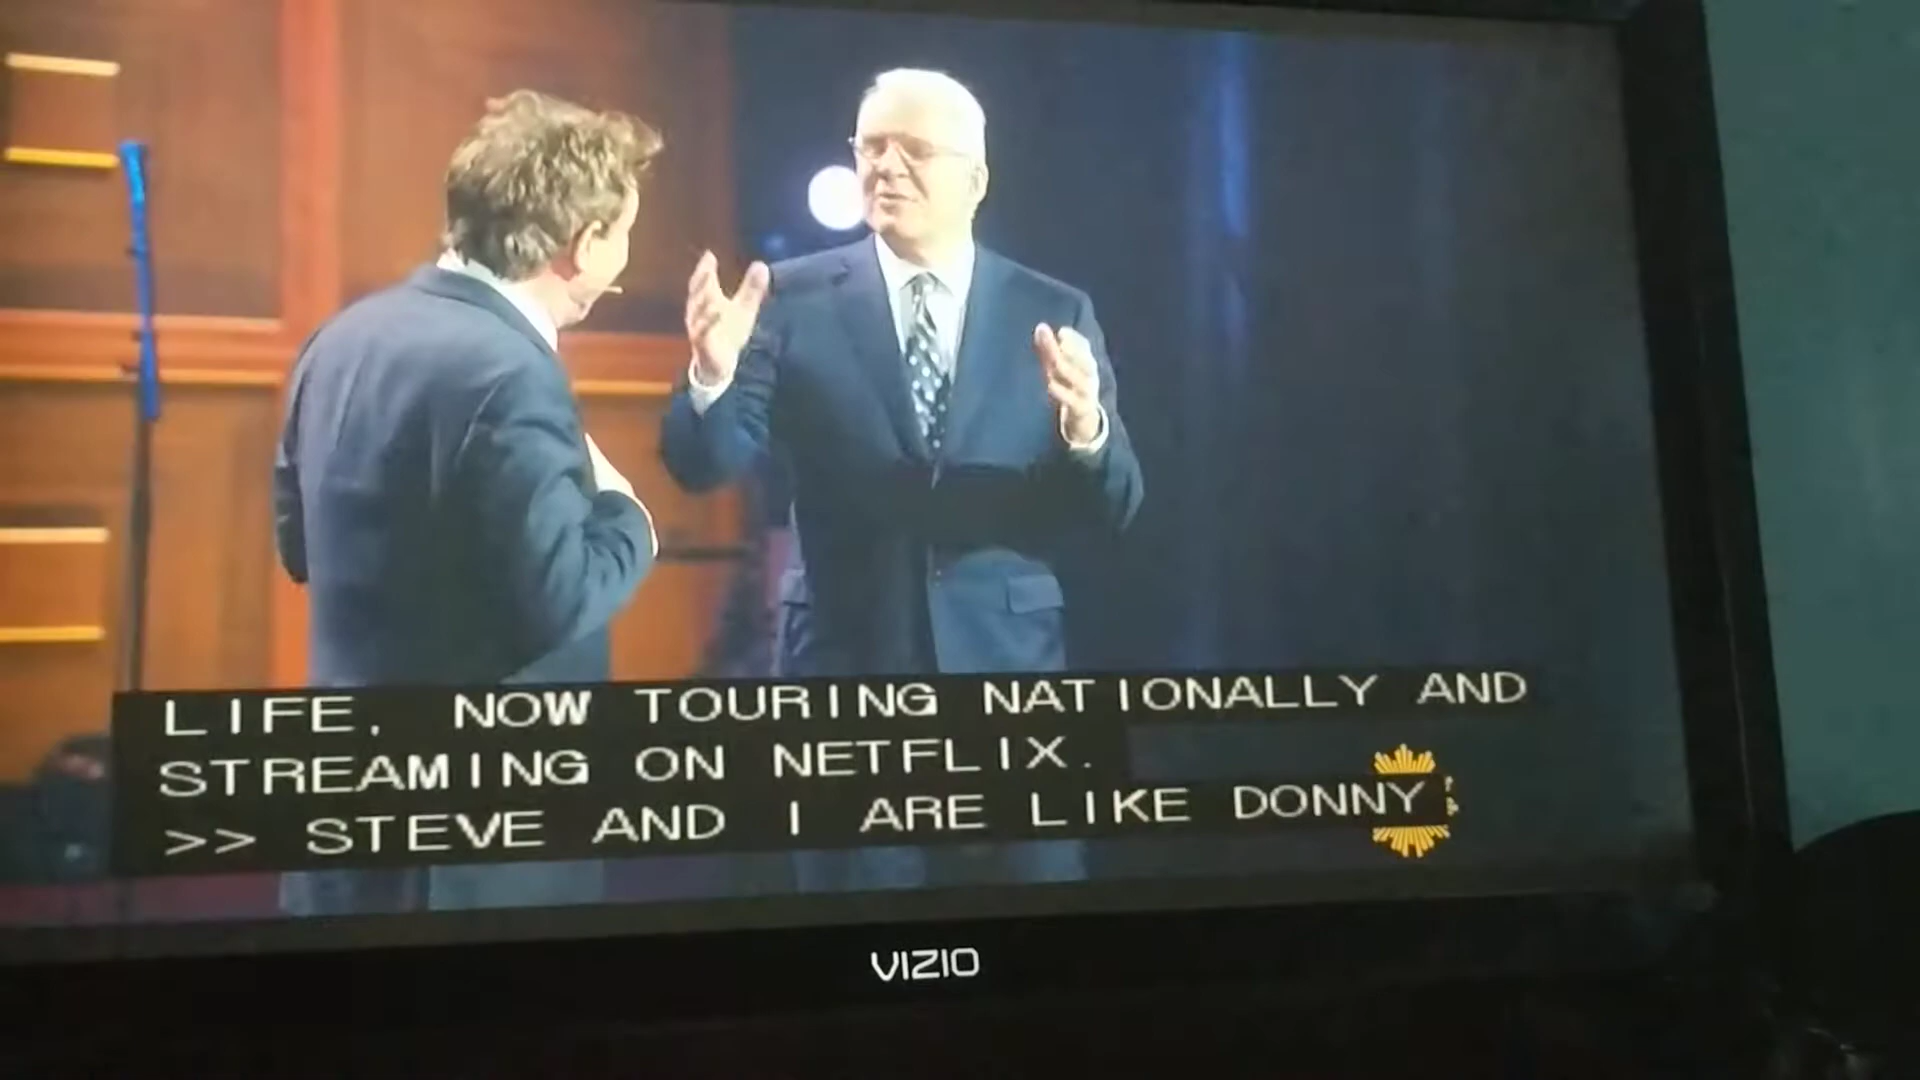 LIFE, NOW TOURING NATIONALLY AND
STREAMING ON NETFLIX.
>> STEVE AND I ARE LIKE DONNY
VIZIO